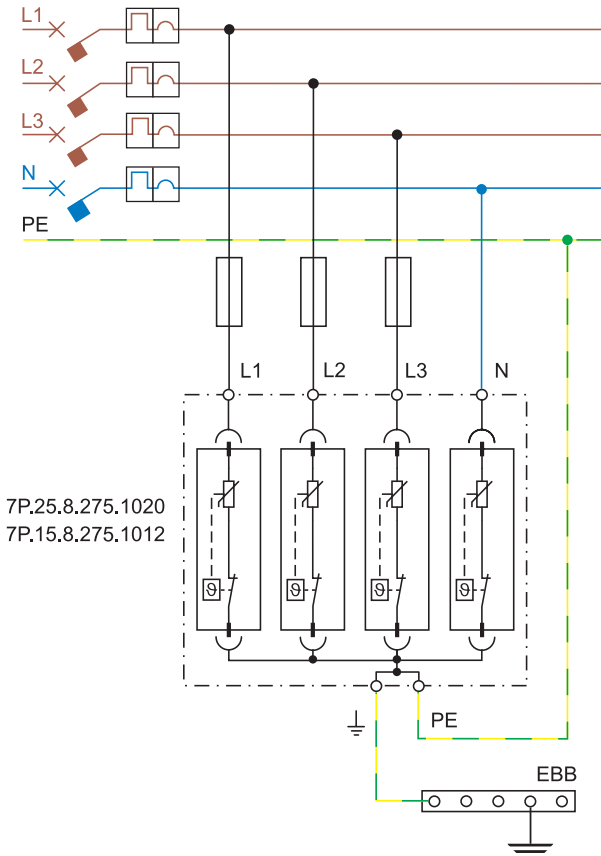 L1
L2
L3
N
PE
L1 L2 L3 N
7P.25.8.275.1020
7P.15.8.275.1012
ϑ ϑ ϑ ϑ
PE
EBB